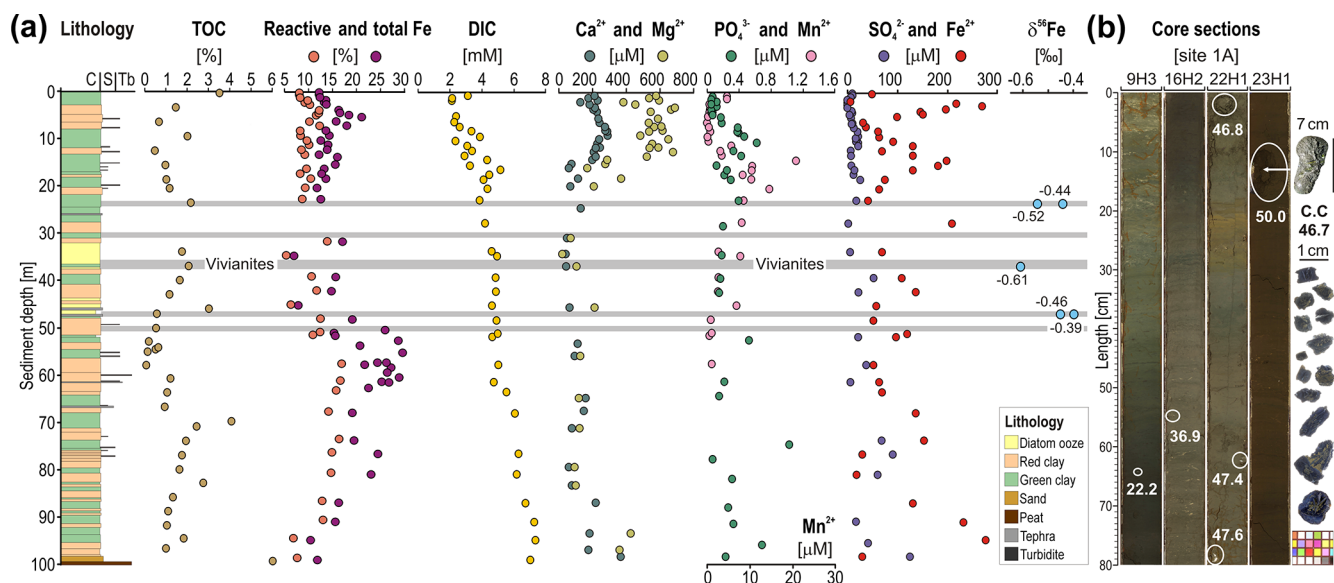 (a) Lithology TOC Reactive and total Fe DIC Ca²⁺ and Mg²⁺ PO₄³⁻ and Mn²⁺ SO₄²⁻ and Fe²⁺ δ⁵⁶Fe (b) Core sections
[%] [%] [mM] [µM] [µM] [µM] [‰] [site 1A]
C S Tb 0 1 2 3 4 5 6 5 10 15 20 25 30 0 2 4 6 8 0 200 400 600 800 0 0.4 0.8 1.2 1.6 0 100 200 300 -0.6 -0.4 9H3 16H2 22H1 23H1
0
10
20
30
40
50
60
70
80
90
100
Sediment depth [m]
Vivianites
Vivianites
-0.44
-0.52
-0.61
-0.46
-0.39
Mn²⁺
[µM]
0 10 20 30
Lithology
Diatom ooze
Red clay
Green clay
Sand
Peat
Tephra
Turbidite
0
10
20
30
40
50
60
70
80
Length [cm]
46.8
50.0
36.9
22.2
47.4
47.6
7 cm
C.C
46.7
1 cm